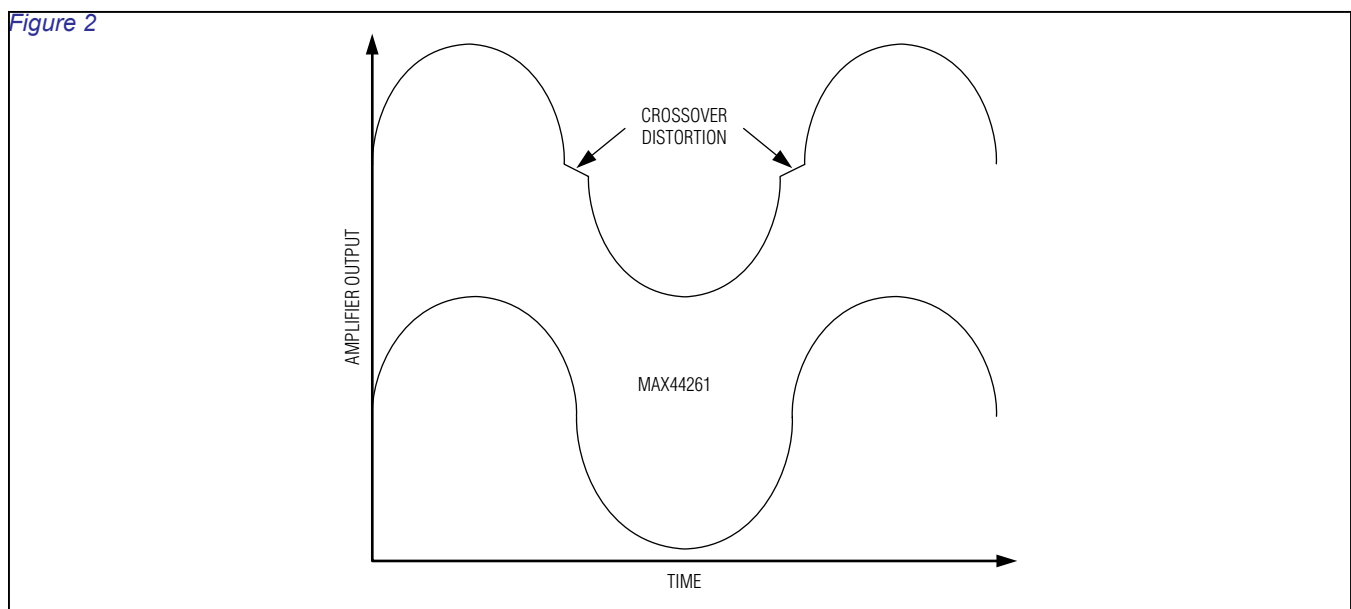 Figure 2
CROSSOVER
DISTORTION
AMPLIFIER OUTPUT
MAX44261
TIME